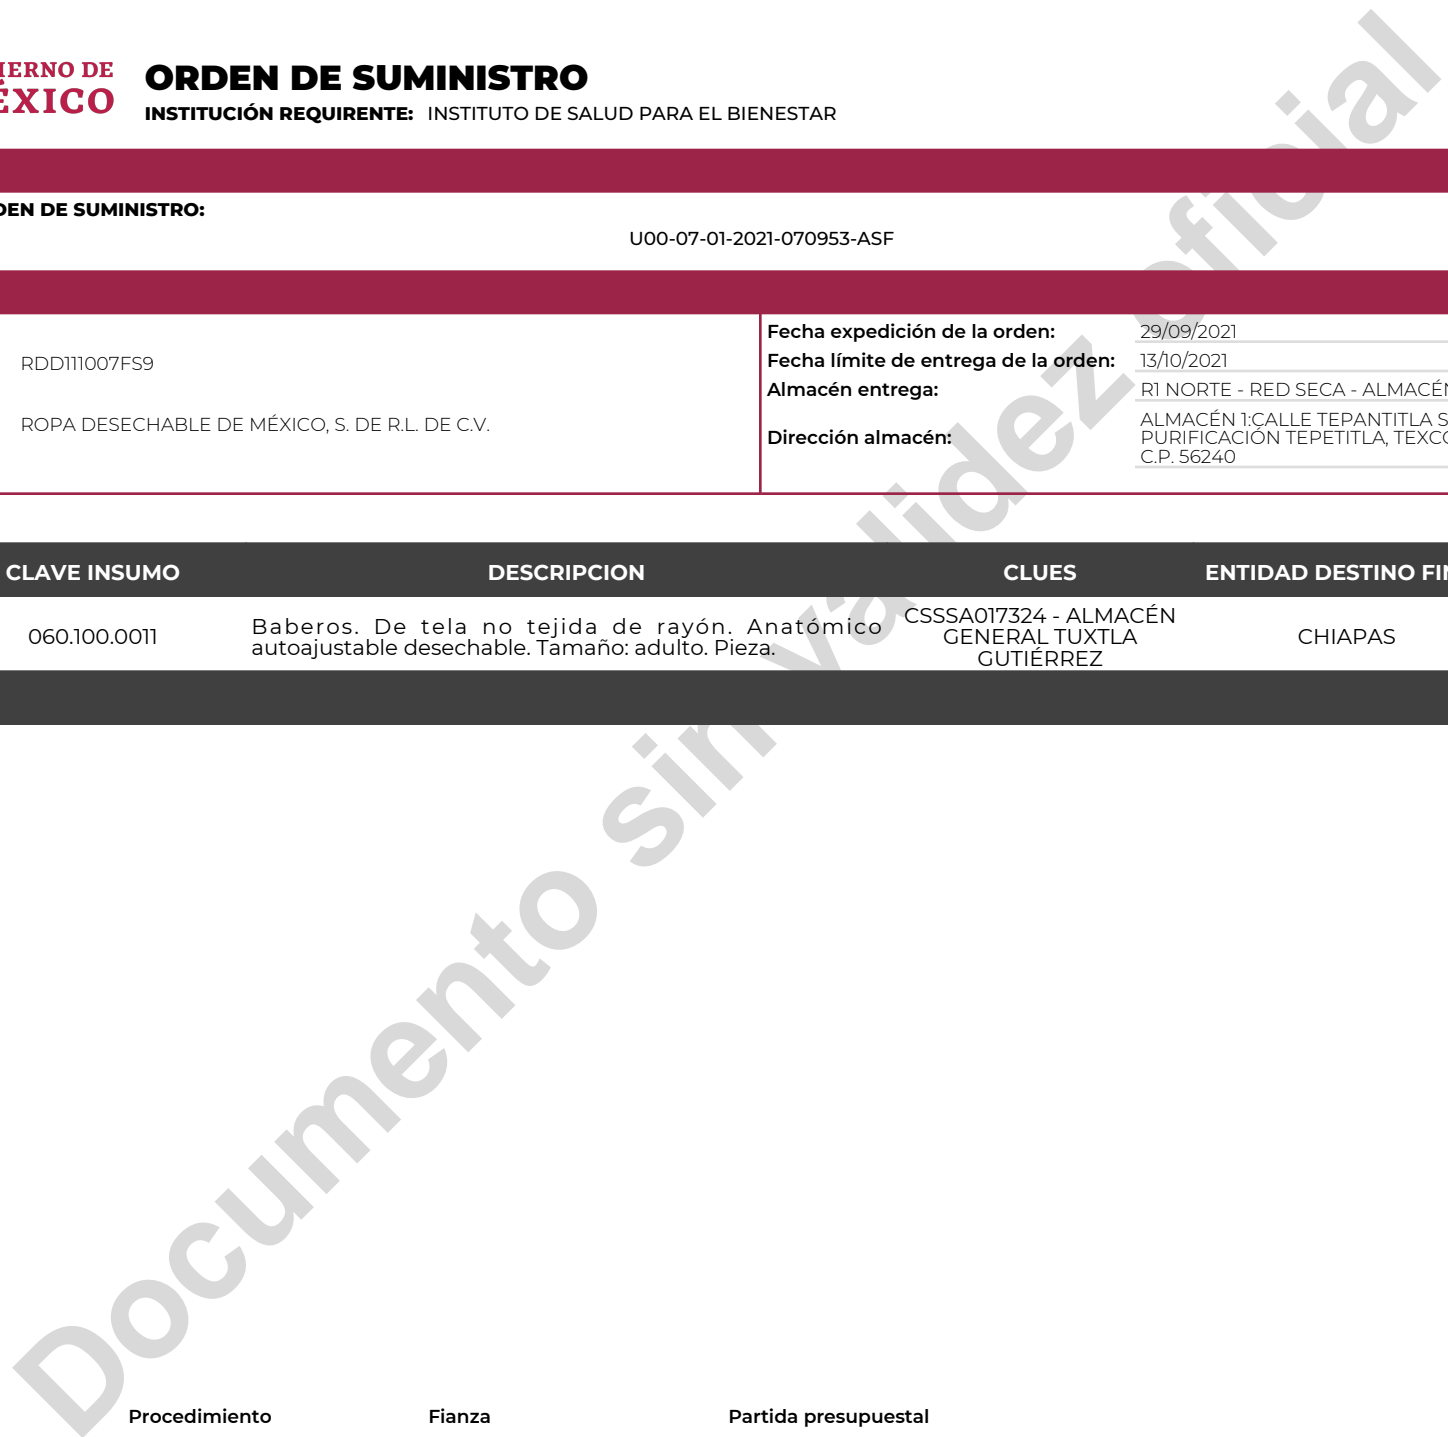 IERNO DE
ÉXICO
ORDEN DE SUMINISTRO
INSTITUCIÓN REQUIRENTE: INSTITUTO DE SALUD PARA EL BIENESTAR
DEN DE SUMINISTRO:
U00-07-01-2021-070953-ASF
RDD111007FS9
ROPA DESECHABLE DE MÉXICO, S. DE R.L. DE C.V.
Fecha expedición de la orden: 29/09/2021
Fecha límite de entrega de la orden: 13/10/2021
Almacén entrega: R1 NORTE - RED SECA - ALMACÉN
Dirección almacén: ALMACÉN 1:CALLE TEPANTITLA S
PURIFICACIÓN TEPETITLA, TEXCO
C.P. 56240
CLAVE INSUMO DESCRIPCION CLUES ENTIDAD DESTINO FIN
060.100.0011
Baberos. De tela no tejida de rayón. Anatómico
autoajustable desechable. Tamaño: adulto. Pieza.
CSSSA017324 - ALMACÉN
GENERAL TUXTLA
GUTIÉRREZ
CHIAPAS
Documento sin validez oficial
Procedimiento Fianza Partida presupuestal